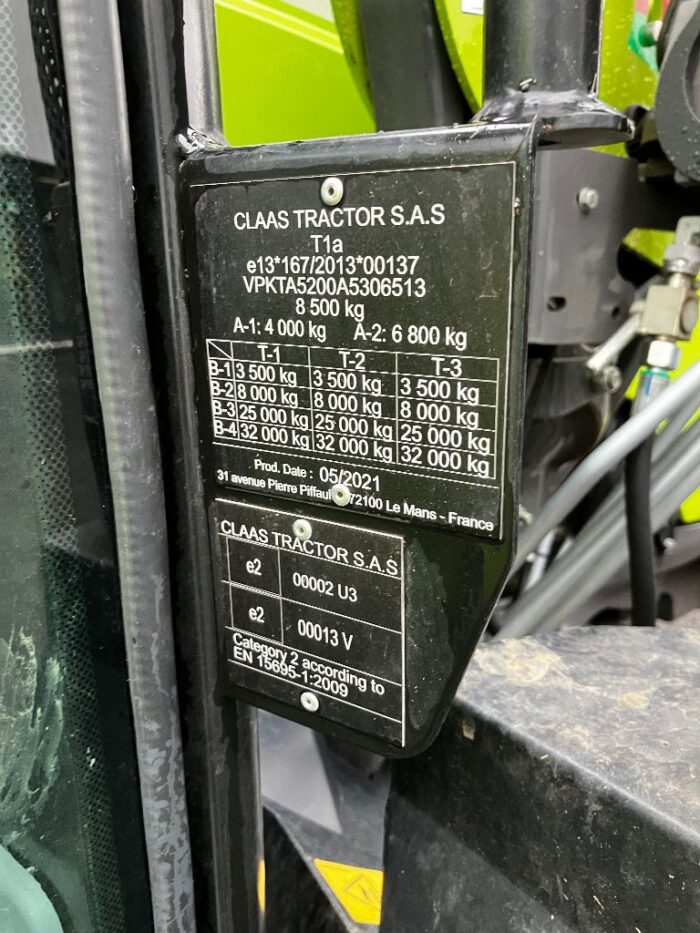 CLAAS TRACTOR S.A.S
T1a
e13*167/2013*00137
VPKTA5200A5306513
8 500 kg
A-1: 4 000 kg A-2: 6 800 kg
T-1 T-2 T-3
B-1 3 500 kg 3 500 kg 3 500 kg
B-2 8 000 kg 8 000 kg 8 000 kg
B-3 25 000 kg 25 000 kg 25 000 kg
B-4 32 000 kg 32 000 kg 32 000 kg
Prod. Date : 05/2021
31 avenue Pierre 72100 Le Mans - France
CLAAS TRACTOR S.A.S
e2 00002 U3
e2 00013 V
Category 2 according to
EN 15695-1:2009